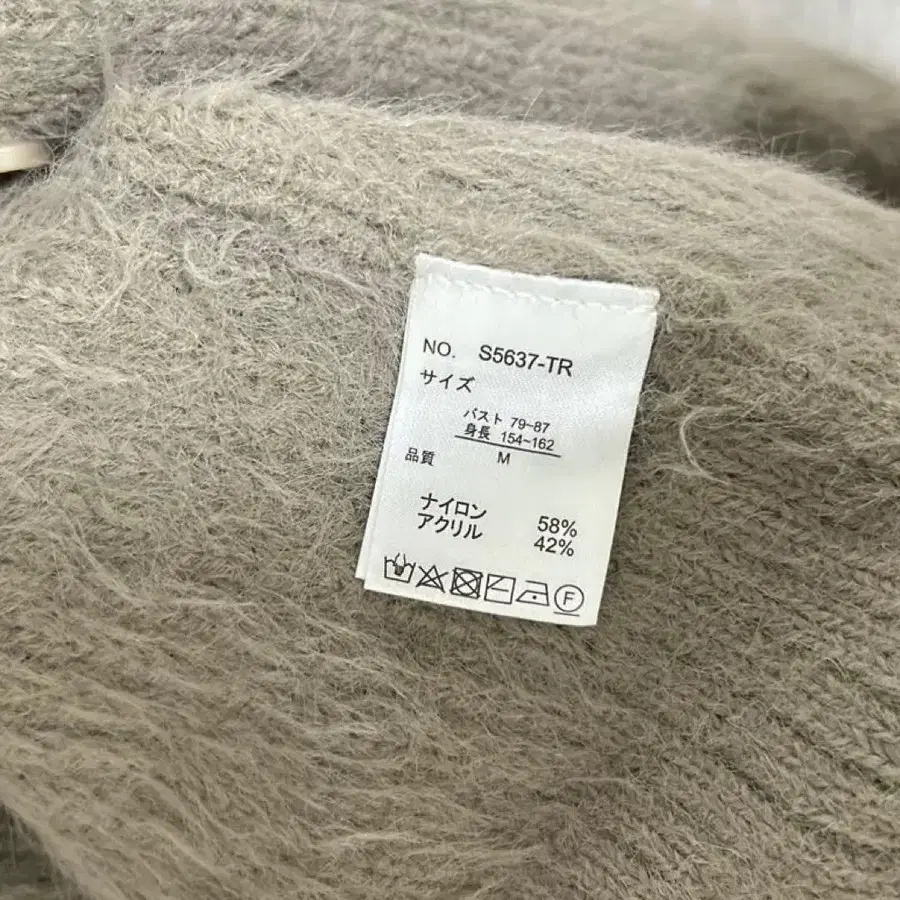 NO. S5637-TR
サイズ
バスト 79~87
身長 154~162
品質 M
ナイロン 58%
アクリル 42%
F